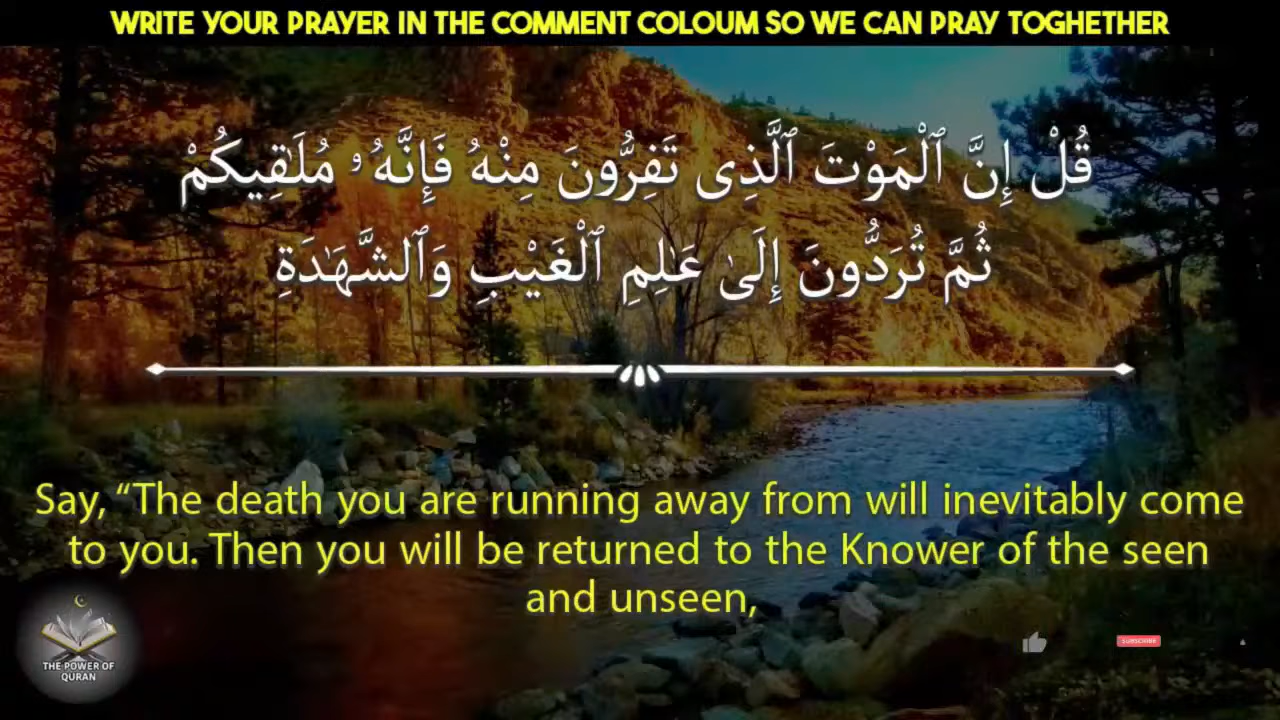 WRITE YOUR PRAYER IN THE COMMENT COLOUM SO WE CAN PRAY TOGHETHER
قُلْ إِنَّ ٱلْمَوْتَ ٱلَّذِى تَفِرُّونَ مِنْهُ فَإِنَّهُۥ مُلَـٰقِيكُمْ
ثُمَّ تُرَدُّونَ إِلَىٰ عَـٰلِمِ ٱلْغَيْبِ وَٱلشَّهَـٰدَةِ
Say, “The death you are running away from will inevitably come
to you. Then you will be returned to the Knower of the seen
and unseen,
THE POWER OF
QURAN
SUBSCRIBE